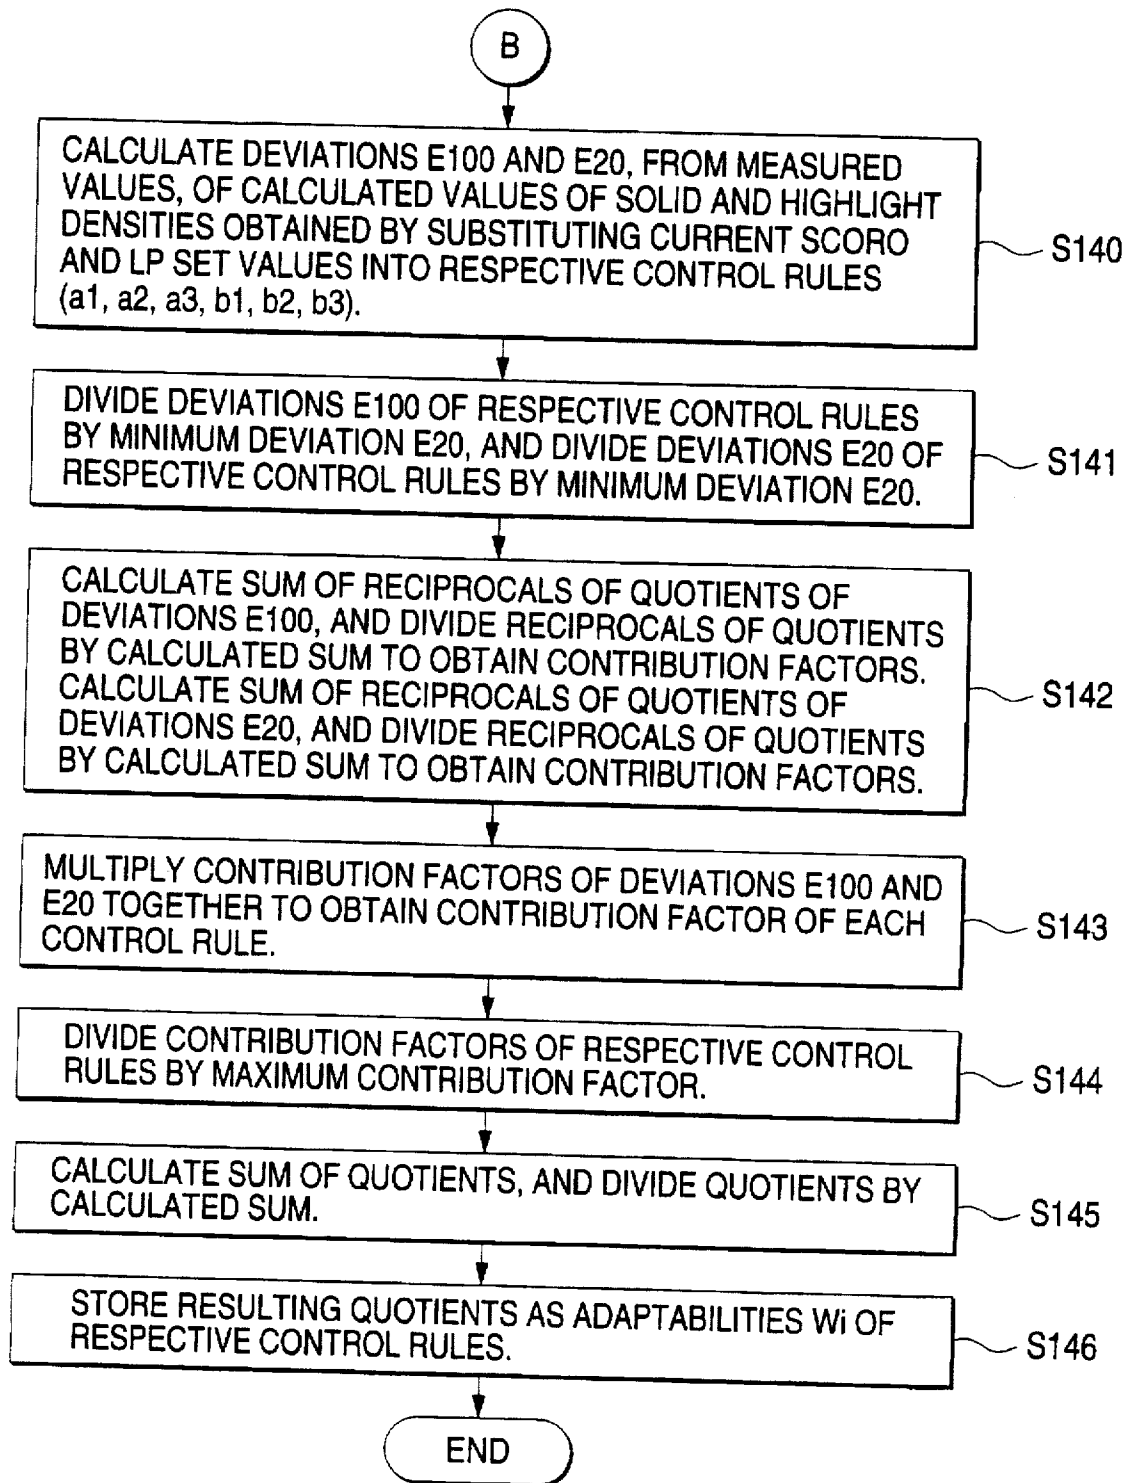 B
CALCULATE DEVIATIONS E100 AND E20, FROM MEASURED
VALUES, OF CALCULATED VALUES OF SOLID AND HIGHLIGHT
DENSITIES OBTAINED BY SUBSTITUTING CURRENT SCORO
AND LP SET VALUES INTO RESPECTIVE CONTROL RULES
(a1, a2, a3, b1, b2, b3).
S140
DIVIDE DEVIATIONS E100 OF RESPECTIVE CONTROL RULES
BY MINIMUM DEVIATION E20, AND DIVIDE DEVIATIONS E20 OF
RESPECTIVE CONTROL RULES BY MINIMUM DEVIATION E20.
S141
CALCULATE SUM OF RECIPROCALS OF QUOTIENTS OF
DEVIATIONS E100, AND DIVIDE RECIPROCALS OF QUOTIENTS
BY CALCULATED SUM TO OBTAIN CONTRIBUTION FACTORS.
CALCULATE SUM OF RECIPROCALS OF QUOTIENTS OF
DEVIATIONS E20, AND DIVIDE RECIPROCALS OF QUOTIENTS
BY CALCULATED SUM TO OBTAIN CONTRIBUTION FACTORS.
S142
MULTIPLY CONTRIBUTION FACTORS OF DEVIATIONS E100 AND
E20 TOGETHER TO OBTAIN CONTRIBUTION FACTOR OF EACH
CONTROL RULE.
S143
DIVIDE CONTRIBUTION FACTORS OF RESPECTIVE CONTROL
RULES BY MAXIMUM CONTRIBUTION FACTOR.
S144
CALCULATE SUM OF QUOTIENTS, AND DIVIDE QUOTIENTS BY
CALCULATED SUM.
S145
STORE RESULTING QUOTIENTS AS ADAPTABILITIES Wi OF
RESPECTIVE CONTROL RULES.
S146
END